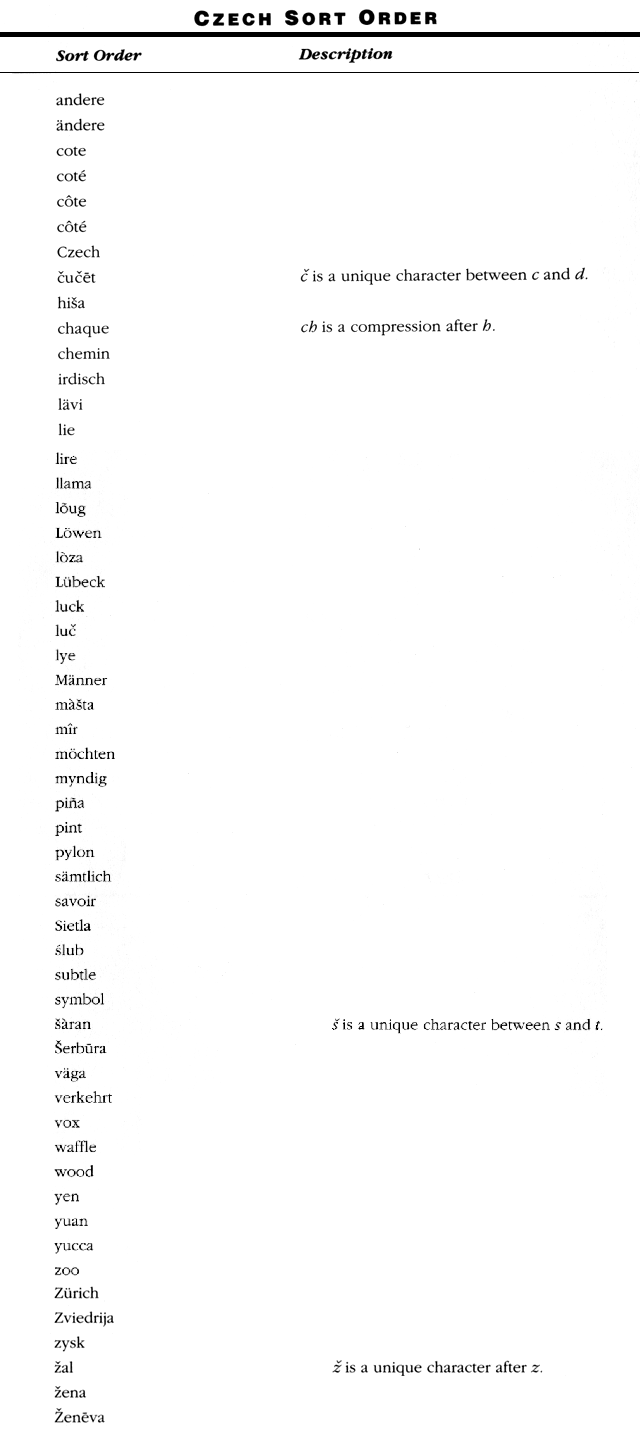 CZECH SORT ORDER
Sort Order Description
andere
ändere
cote
coté
côte
côté
Czech
čučēt č is a unique character between c and d.
hiša
chaque ch is a compression after h.
chemin
irdisch
lävi
lie
lire
llama
lõug
Löwen
lòza
Lübeck
luck
luč
lye
Männer
màšta
mîr
möchten
myndig
piña
pint
pylon
sämtlich
savoir
Sietla
ślub
subtle
symbol
šàran š is a unique character between s and t.
Šerbūra
väga
verkehrt
vox
waffle
wood
yen
yuan
yucca
zoo
Zürich
Zviedrija
zysk
žal ž is a unique character after z.
žena
Ženēva